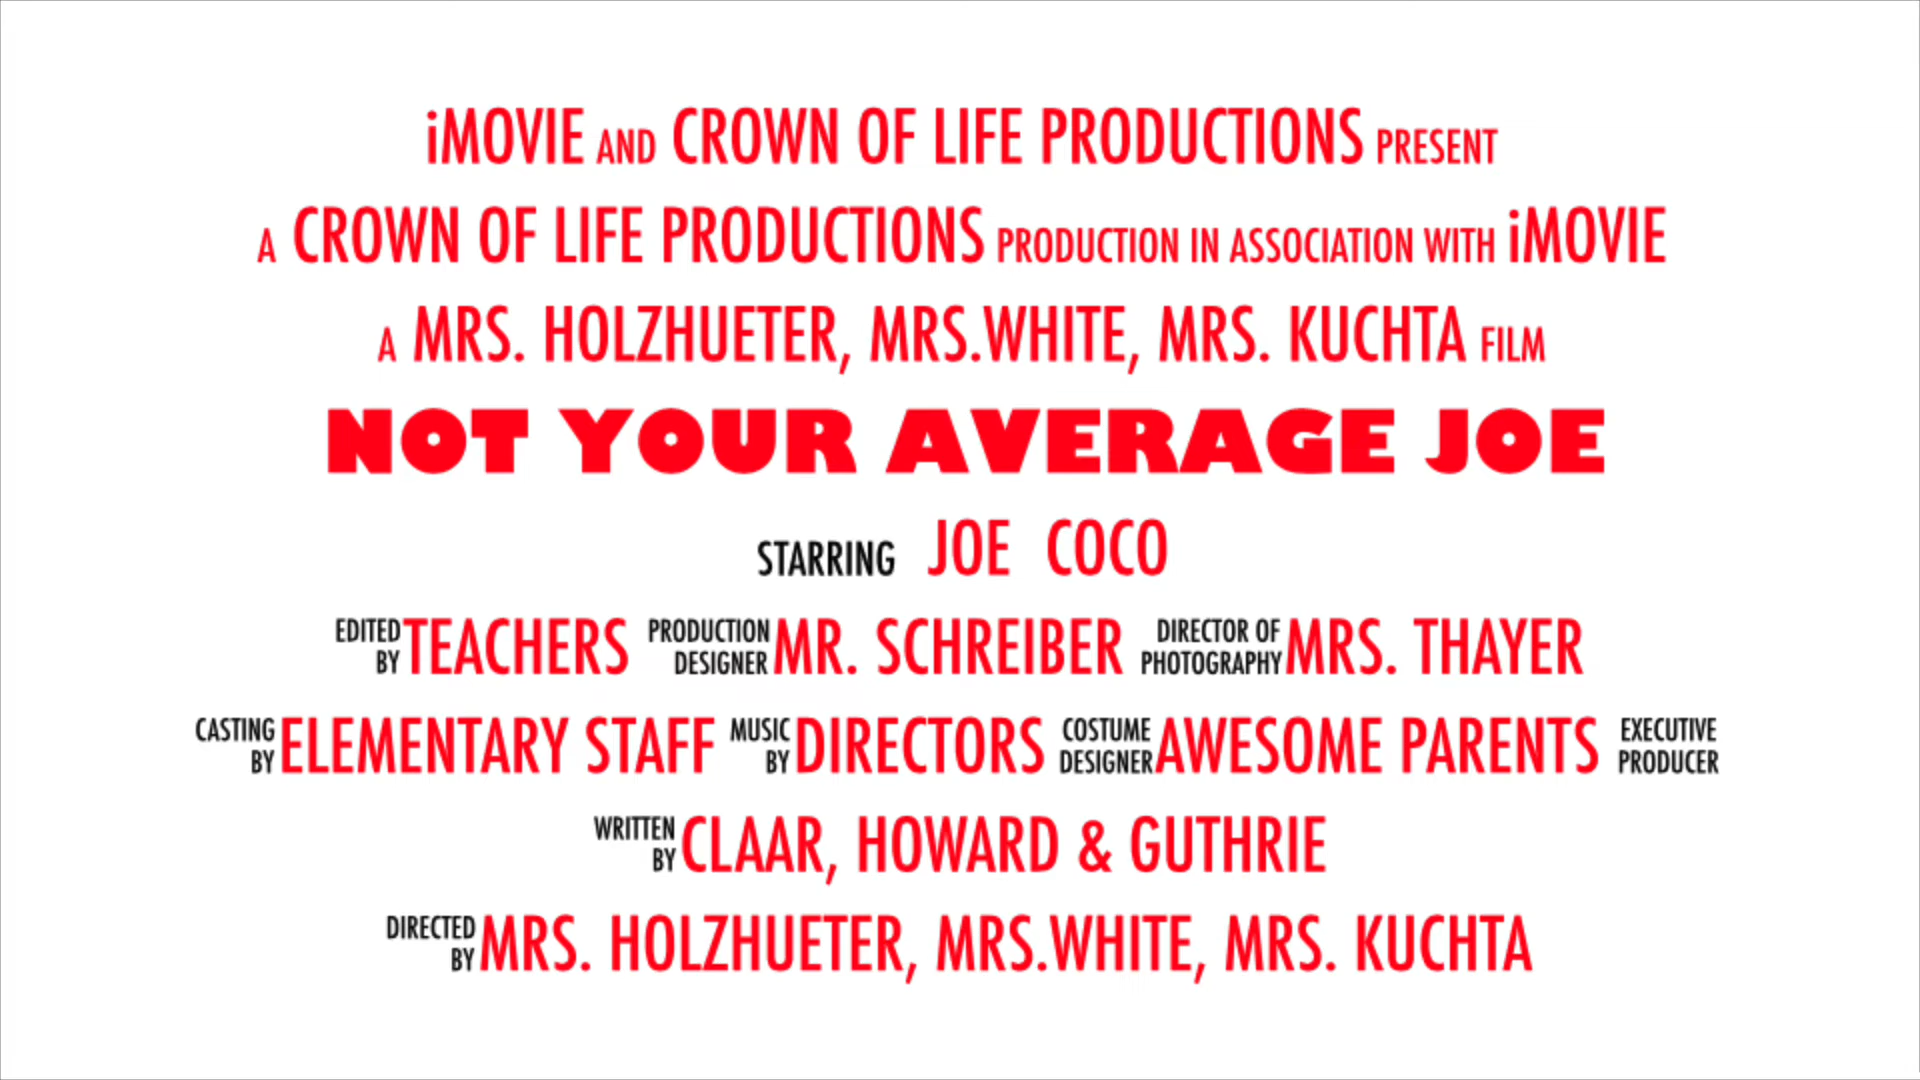 iMOVIE AND CROWN OF LIFE PRODUCTIONS PRESENT
A CROWN OF LIFE PRODUCTIONS PRODUCTION IN ASSOCIATION WITH iMOVIE
A MRS. HOLZHUETER, MRS.WHITE, MRS. KUCHTA FILM
NOT YOUR AVERAGE JOE
STARRING JOE COCO
EDITED BY TEACHERS PRODUCTION DESIGNER MR. SCHREIBER DIRECTOR OF PHOTOGRAPHY MRS. THAYER
CASTING BY ELEMENTARY STAFF MUSIC BY DIRECTORS COSTUME DESIGNER AWESOME PARENTS EXECUTIVE PRODUCER
WRITTEN BY CLAAR, HOWARD & GUTHRIE
DIRECTED BY MRS. HOLZHUETER, MRS.WHITE, MRS. KUCHTA